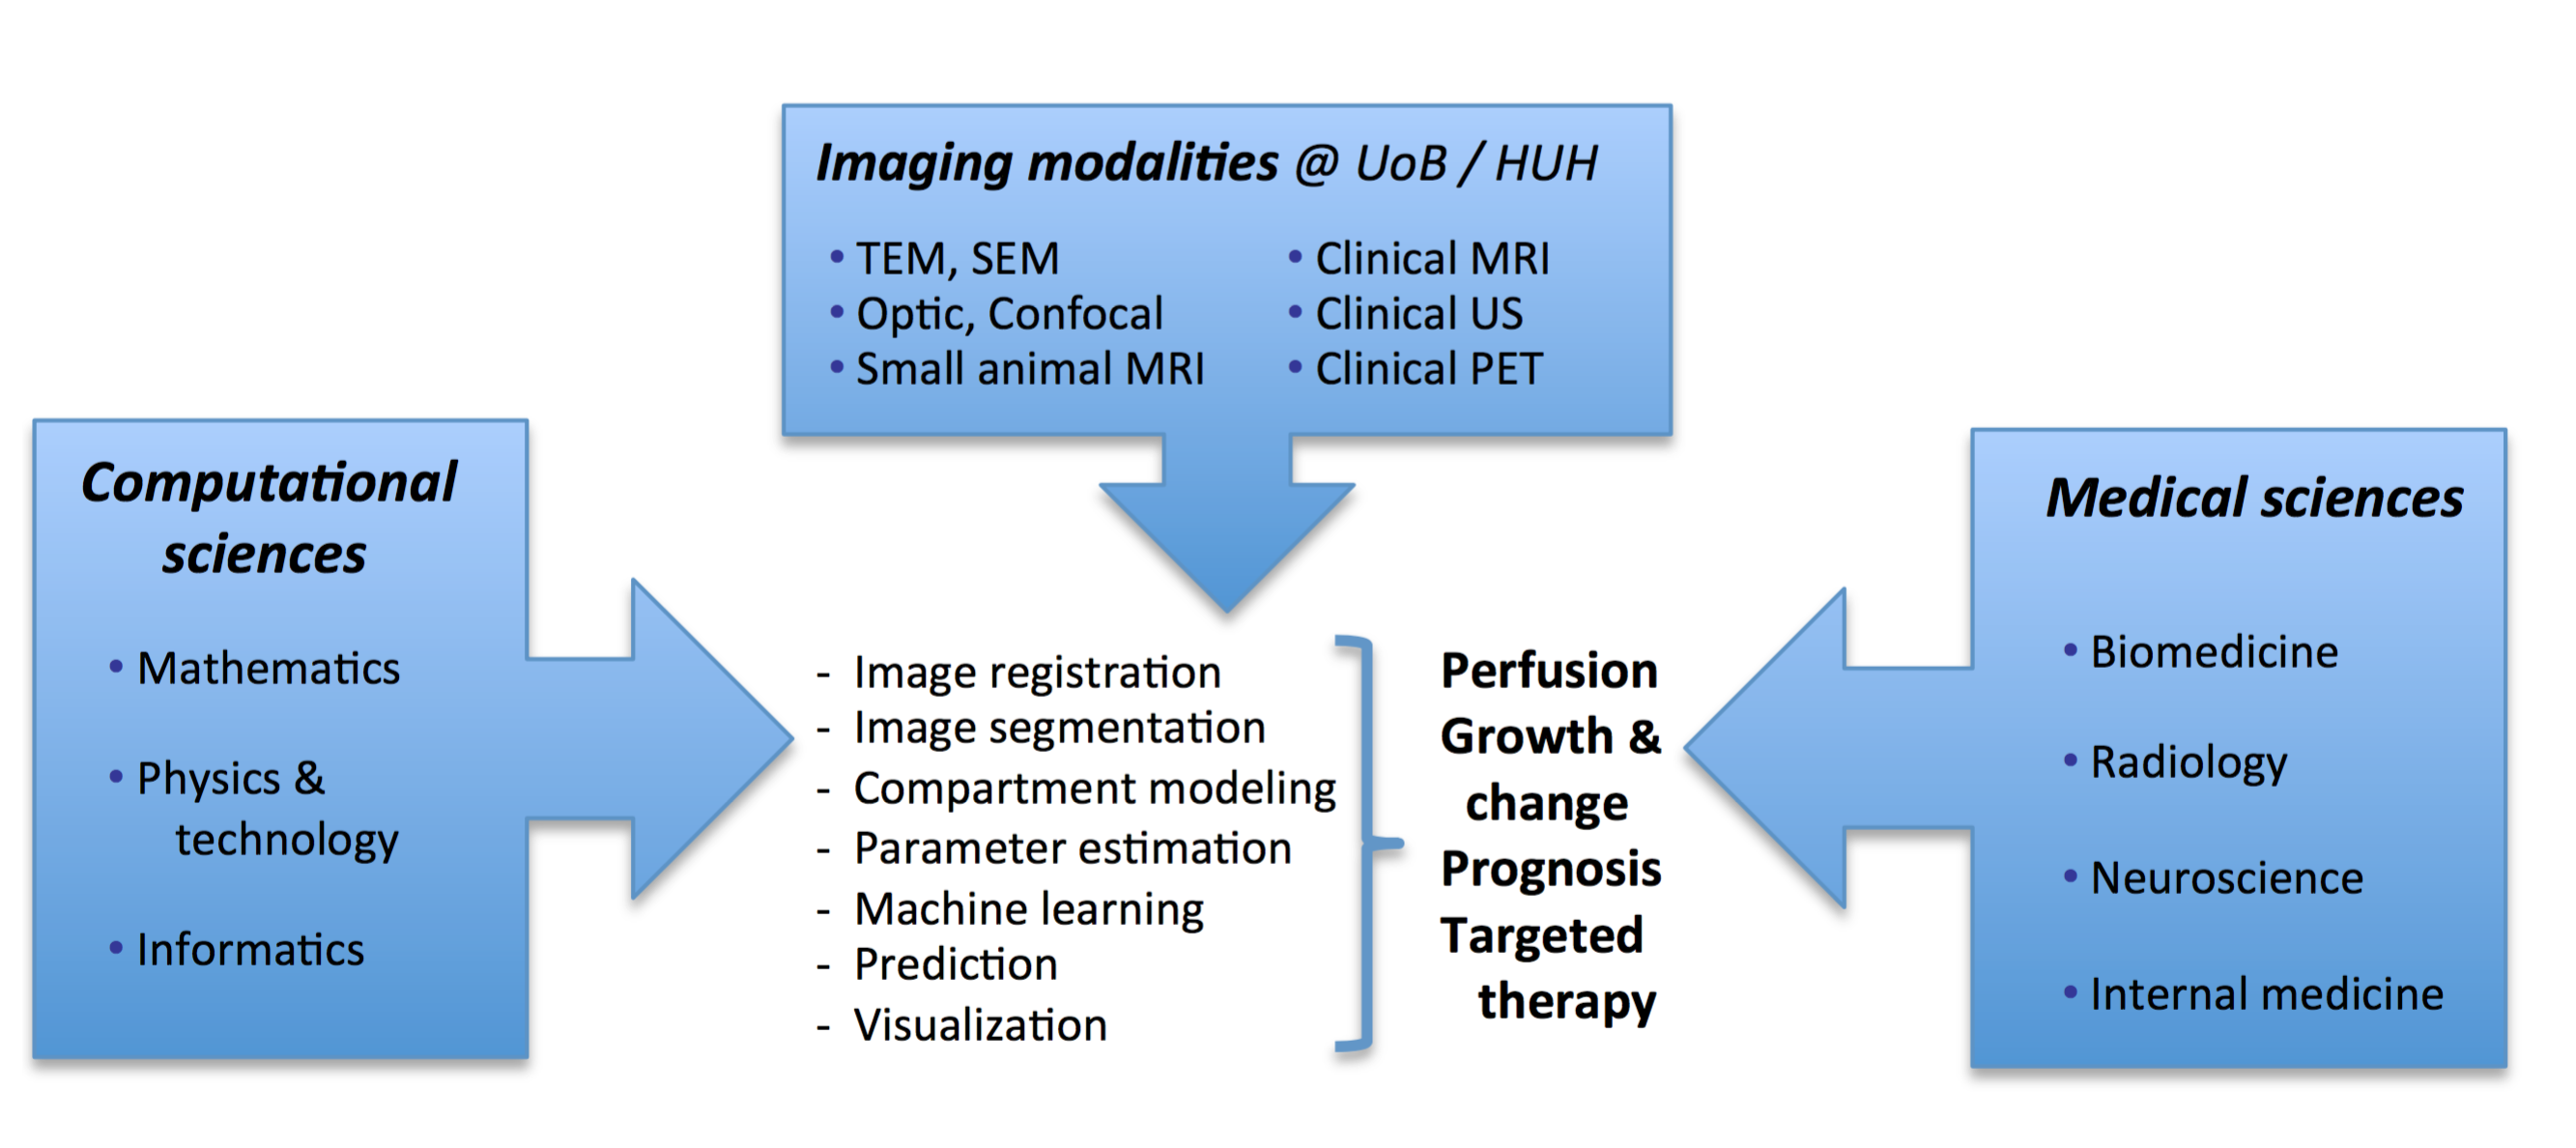 Imaging modalities @ UoB / HUH
• TEM, SEM
• Optic, Confocal
• Small animal MRI
• Clinical MRI
• Clinical US
• Clinical PET
Computational
sciences
• Mathematics
• Physics &
technology
• Informatics
- Image registration
- Image segmentation
- Compartment modeling
- Parameter estimation
- Machine learning
- Prediction
- Visualization
Perfusion
Growth &
change
Prognosis
Targeted
therapy
Medical sciences
• Biomedicine
• Radiology
• Neuroscience
• Internal medicine